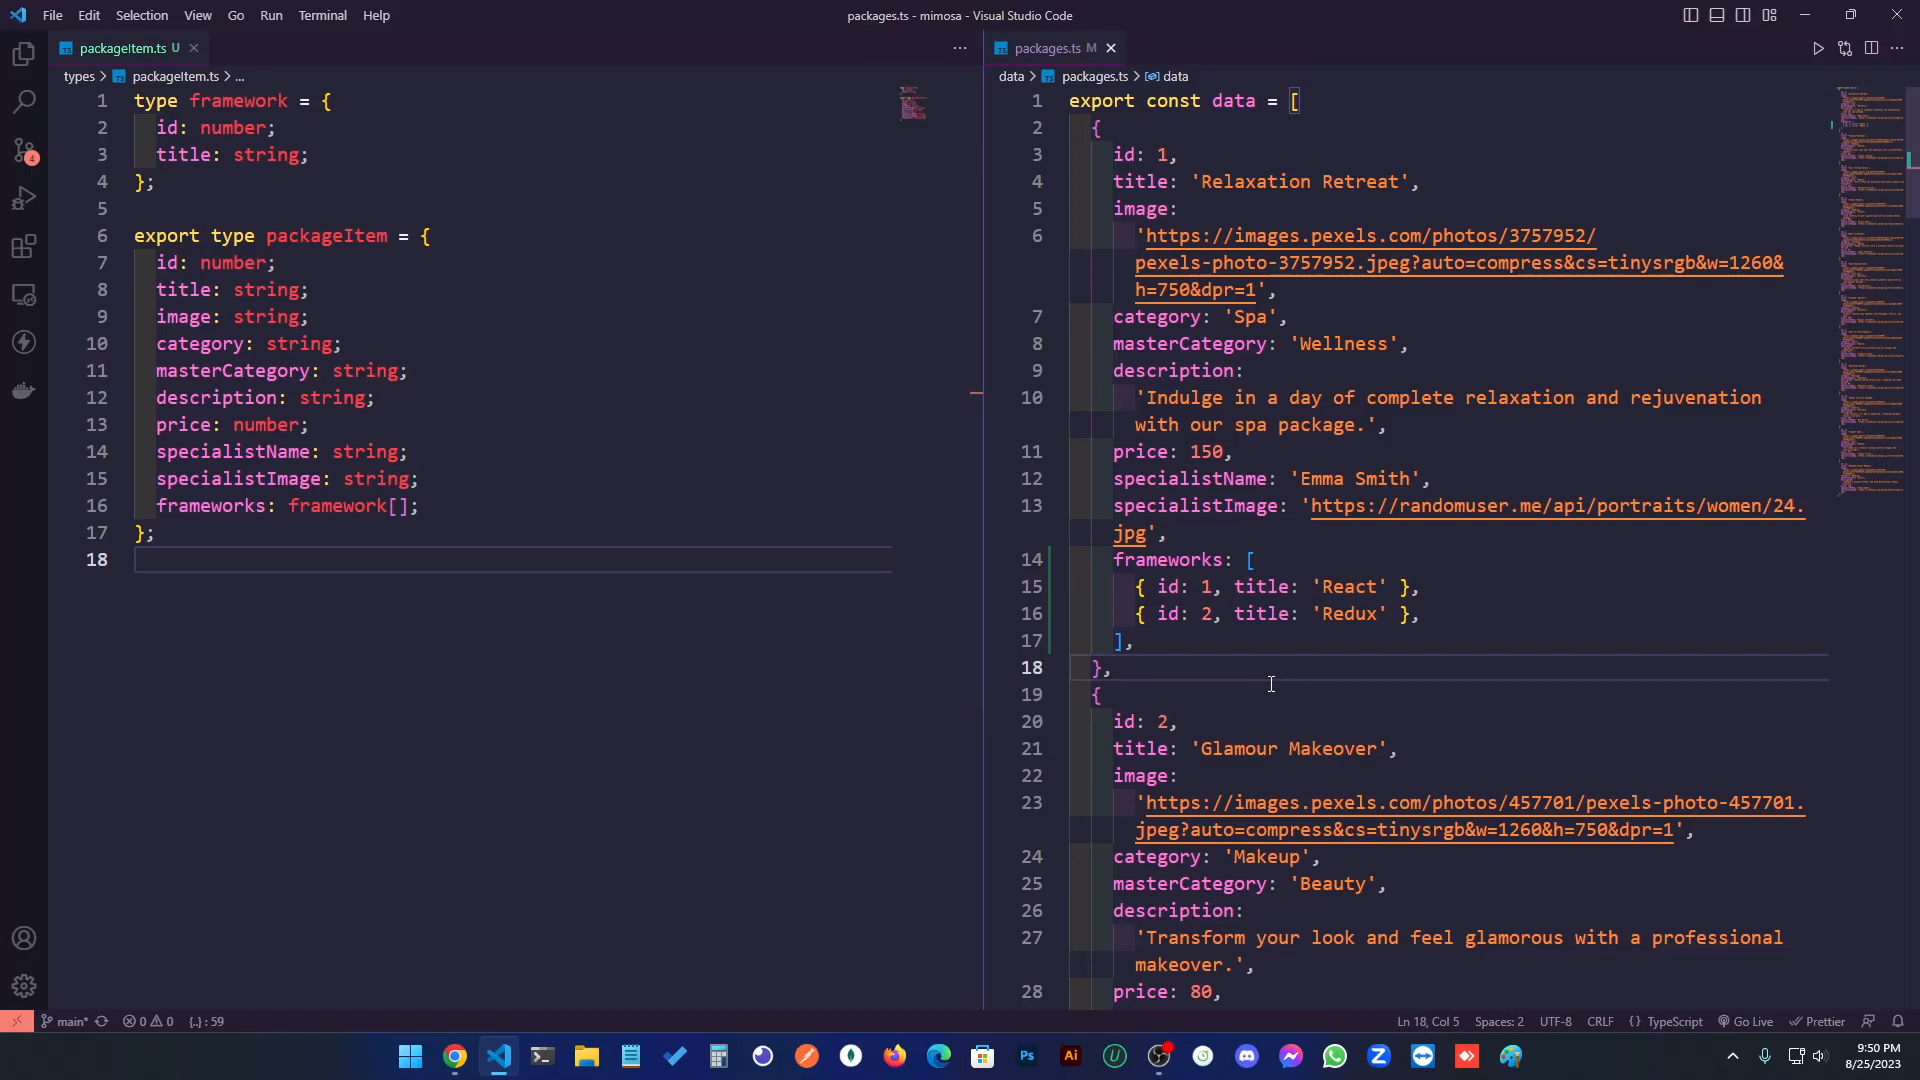 File Edit Selection View Go Run Terminal Help
packages.ts - mimosa - Visual Studio Code
packageItem.ts U
types > packageItem.ts > ...
1 type framework = {
2 id: number;
3 title: string;
4 };
5
6 export type packageItem = {
7 id: number;
8 title: string;
9 image: string;
10 category: string;
11 masterCategory: string;
12 description: string;
13 price: number;
14 specialistName: string;
15 specialistImage: string;
16 frameworks: framework[];
17 };
18
packages.ts M
data > packages.ts > data
1 export const data = [
2 {
3 id: 1,
4 title: 'Relaxation Retreat',
5 image:
6 'https://images.pexels.com/photos/3757952/
pexels-photo-3757952.jpeg?auto=compress&cs=tinysrgb&w=1260&
h=750&dpr=1',
7 category: 'Spa',
8 masterCategory: 'Wellness',
9 description:
10 'Indulge in a day of complete relaxation and rejuvenation
with our spa package.',
11 price: 150,
12 specialistName: 'Emma Smith',
13 specialistImage: 'https://randomuser.me/api/portraits/women/24.
jpg',
14 frameworks: [
15 { id: 1, title: 'React' },
16 { id: 2, title: 'Redux' },
17 ],
18 },
19 {
20 id: 2,
21 title: 'Glamour Makeover',
22 image:
23 'https://images.pexels.com/photos/457701/pexels-photo-457701.
jpeg?auto=compress&cs=tinysrgb&w=1260&h=750&dpr=1',
24 category: 'Makeup',
25 masterCategory: 'Beauty',
26 description:
27 'Transform your look and feel glamorous with a professional
makeover.',
28 price: 80,
4
main* 0 0 {..} : 59
Ln 18, Col 5 Spaces: 2 UTF-8 CRLF {} TypeScript Go Live Prettier
Ps Ai U Z
9:50 PM
8/25/2023